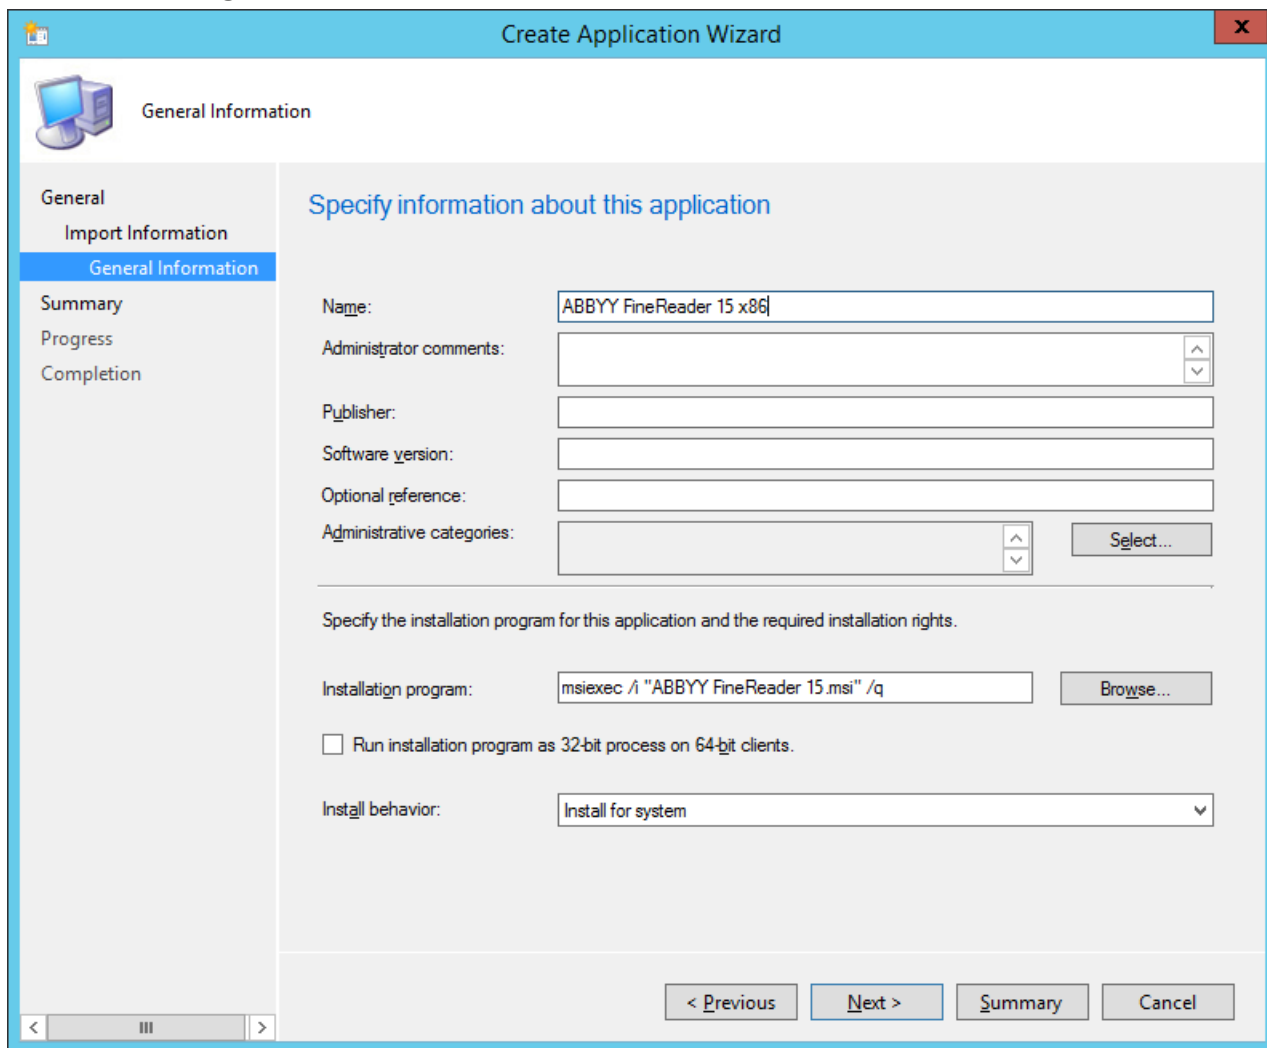 Create Application Wizard
X
General Information
General
Import Information
General Information
Summary
Progress
Completion
Specify information about this application
Name:
ABBYY FineReader 15 x86
Administrator comments:
Publisher:
Software version:
Optional reference:
Administrative categories:
Select...
Specify the installation program for this application and the required installation rights.
Installation program:
msiexec /i "ABBYY FineReader 15.msi" /q
Browse...
Run installation program as 32-bit process on 64-bit clients.
Install behavior:
Install for system
< Previous
Next >
Summary
Cancel